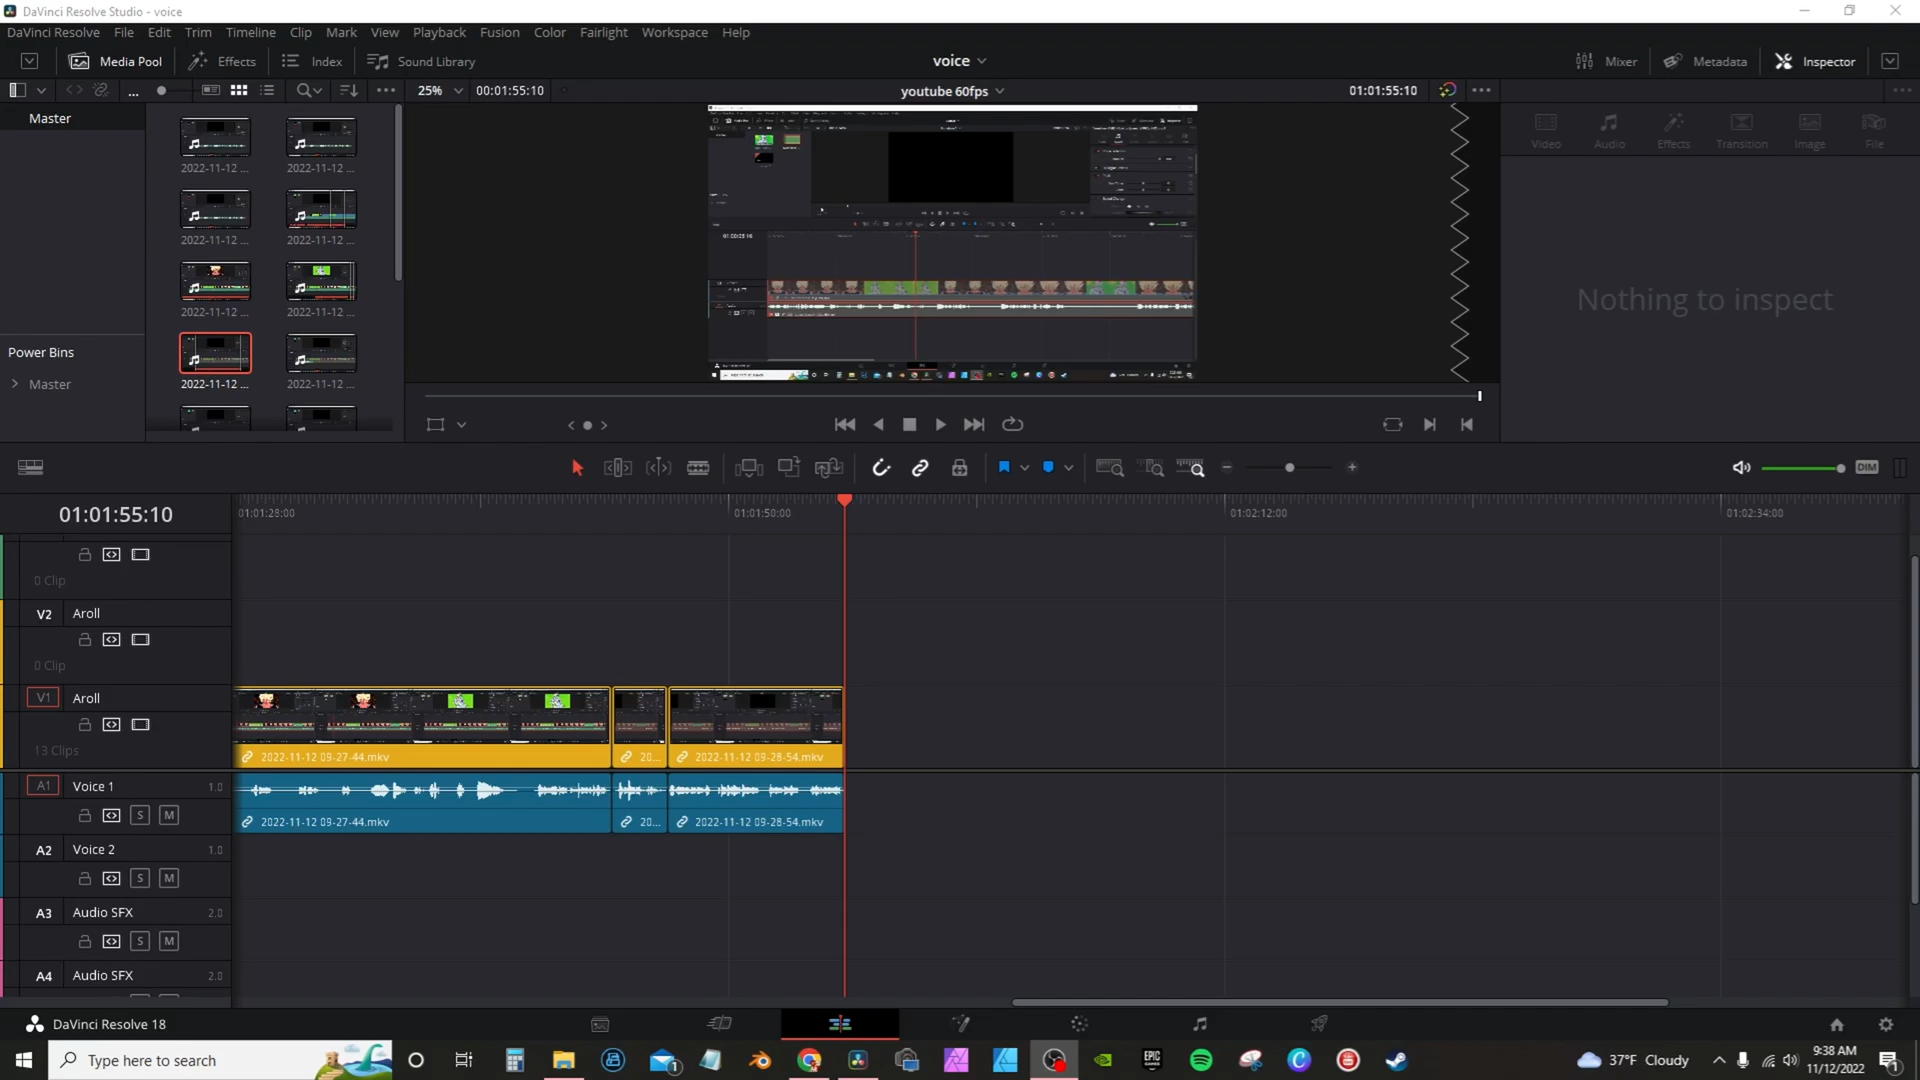 DaVinci Resolve Studio - voice
DaVinci Resolve File Edit Trim Timeline Clip Mark View Playback Fusion Color Fairlight Workspace Help
Media Pool Effects Index Sound Library voice Mixer Metadata Inspector
... 25% 00:01:55:10 youtube 60fps 01:01:55:10
Master
2022-11-12 ... 2022-11-12 ...
2022-11-12 ... 2022-11-12 ...
2022-11-12 ... 2022-11-12 ...
2022-11-12 ... 2022-11-12 ...
Power Bins
Master
Video Audio Effects Transition Image File
Nothing to inspect
DIM
01:01:55:10
01:01:28:00 01:01:50:00 01:02:12:00 01:02:34:00
0 Clip
V2 Aroll
0 Clip
V1 Aroll
13 Clips
2022-11-12 09-27-44.mkv 20... 2022-11-12 09-28-54.mkv
A1 Voice 1 1.0
S M
2022-11-12 09-27-44.mkv 20... 2022-11-12 09-28-54.mkv
A2 Voice 2 1.0
S M
A3 Audio SFX 2.0
S M
A4 Audio SFX 2.0
DaVinci Resolve 18
Type here to search
1
EPIC GAMES
37°F Cloudy
9:38 AM
11/12/2022
1